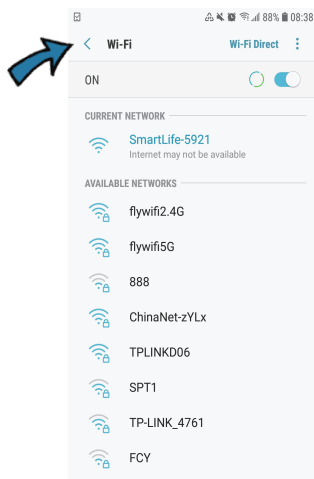 88% 08:38
Wi-Fi
Wi-Fi Direct
ON
CURRENT NETWORK
SmartLife-5921
Internet may not be available
AVAILABLE NETWORKS
flywifi2.4G
flywifi5G
888
ChinaNet-zYLx
TPLINKD06
SPT1
TP-LINK_4761
FCY